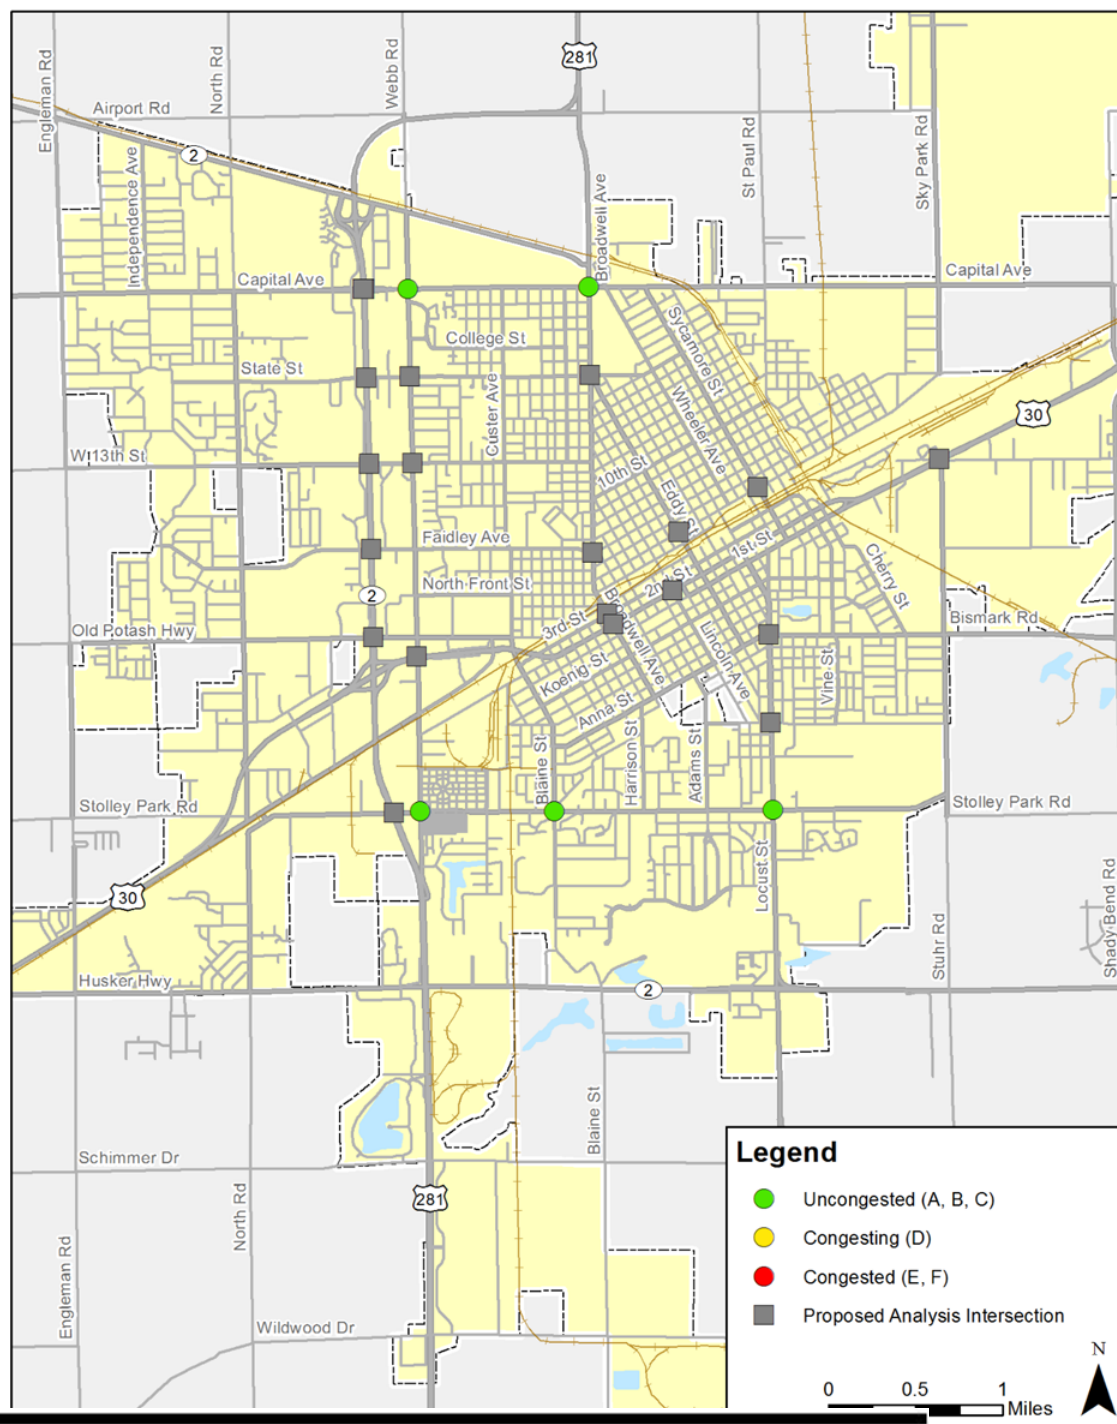 281
Engleman Rd
North Rd
Webb Rd
Airport Rd
2
Independence Ave
St Paul Rd
Sky Park Rd
Broadwell Ave
Capital Ave
Capital Ave
College St
Sycamore St
State St
Custer Ave
Wheeler Ave
30
W 13th St
10th St
Eddy St
Faidley Ave
1st St
Cherry St
North Front St
2nd St
2
Broadwell Ave
3rd St
Old Potash Hwy
Bismark Rd
Lincoln Ave
Koenig St
Vine St
Anna St
Blaine St
Harrison St
Adams St
Stolley Park Rd
Stolley Park Rd
Locust St
30
Stuhr Rd
Shady Bend Rd
Husker Hwy
2
Blaine St
Schimmer Dr
281
North Rd
Engleman Rd
Wildwood Dr
Legend
Uncongested (A, B, C)
Congesting (D)
Congested (E, F)
Proposed Analysis Intersection
N
0 0.5 1
Miles